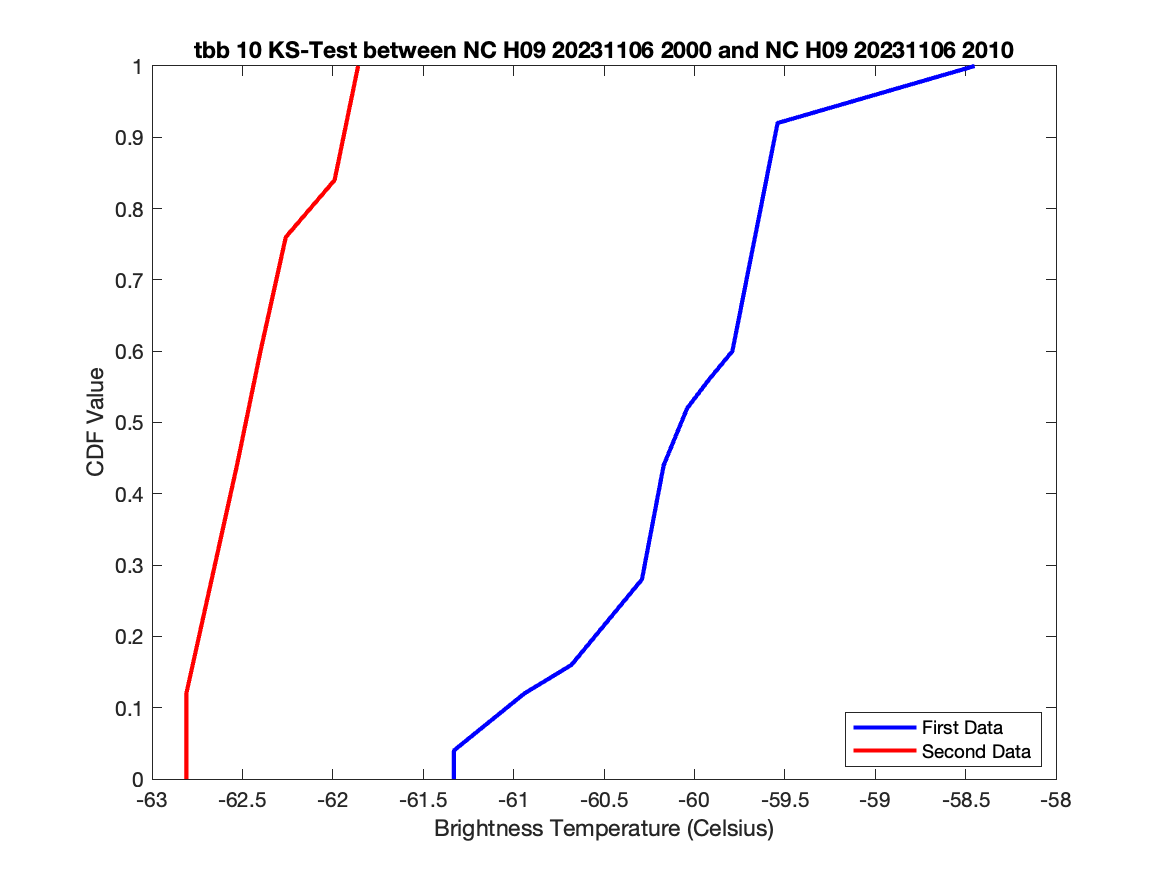 tbb 10 KS-Test between NC H09 20231106 2000 and NC H09 20231106 2010
1
0.9
0.8
0.7
0.6
0.5
0.4
0.3
0.2
0.1
0
CDF Value
First Data
Second Data
-63 -62.5 -62 -61.5 -61 -60.5 -60 -59.5 -59 -58.5 -58
Brightness Temperature (Celsius)